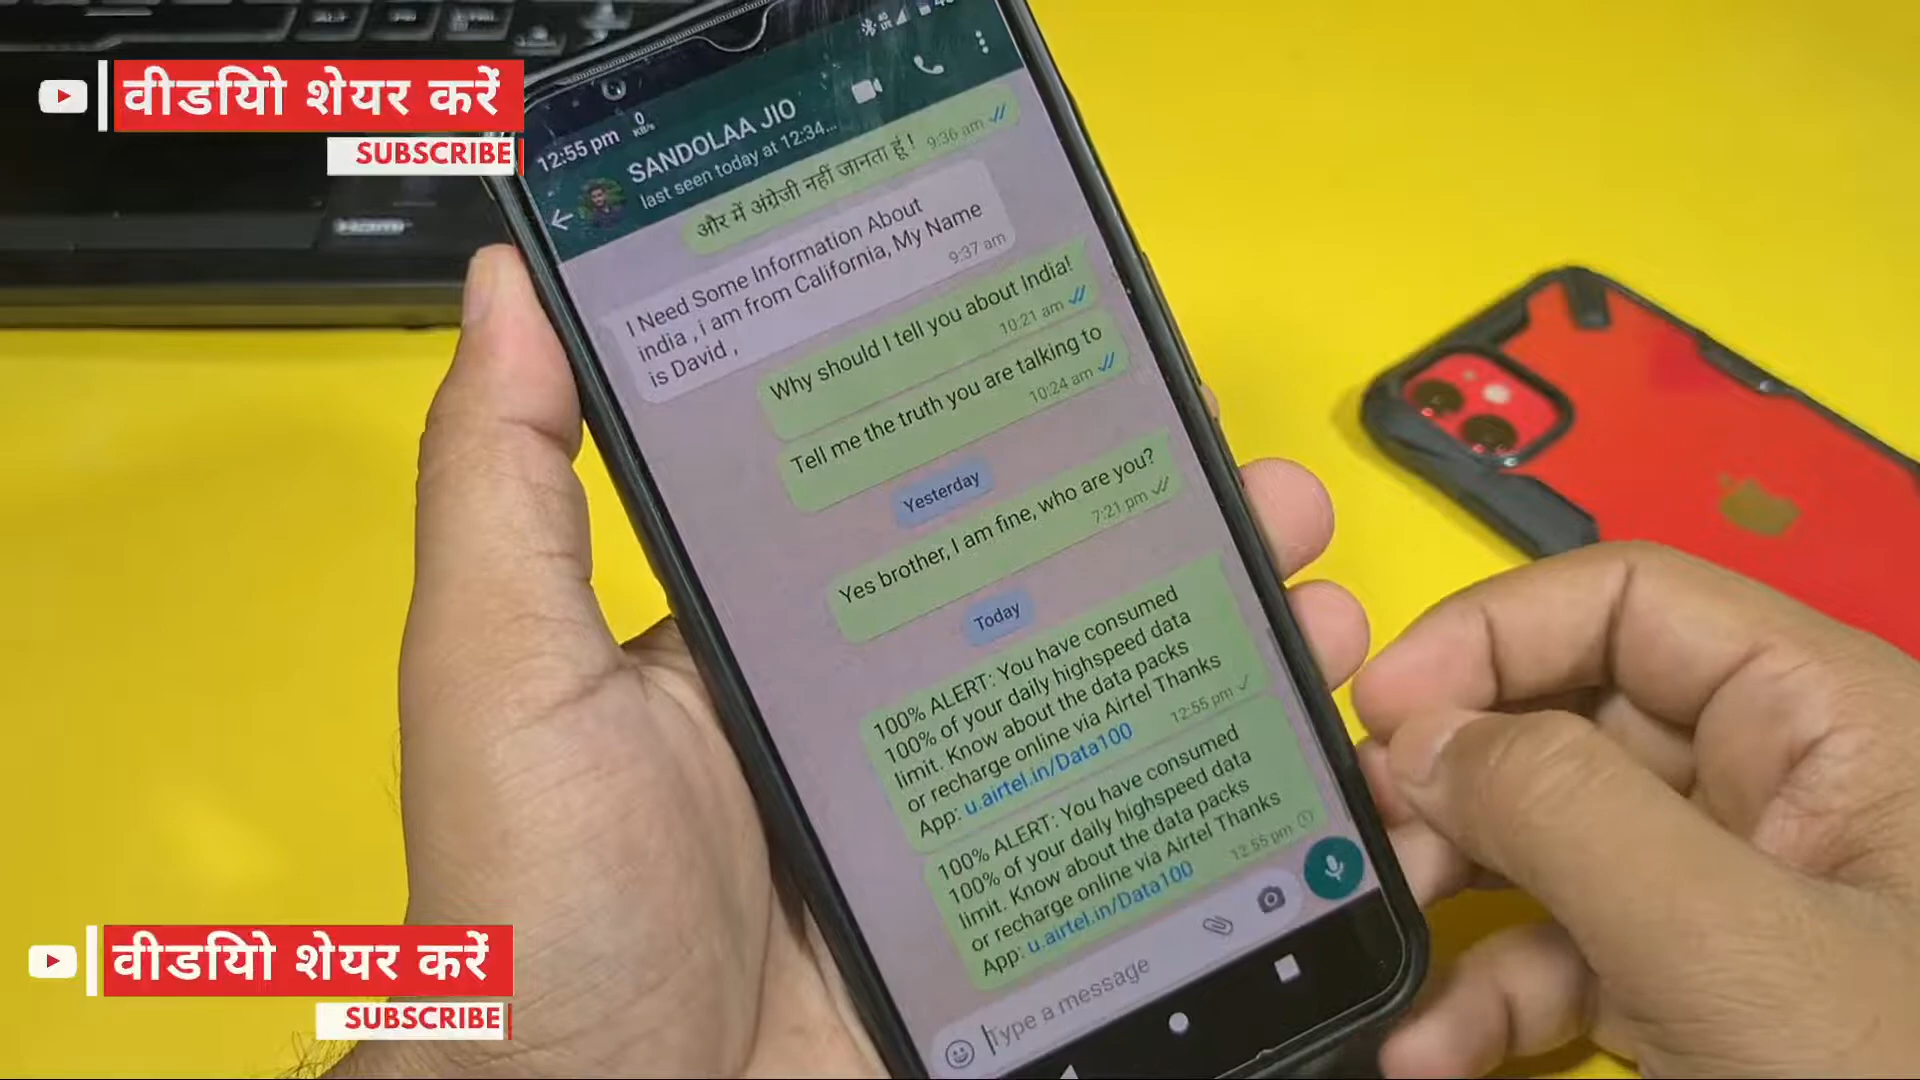 वीडियो शेयर करें
SUBSCRIBE
12:55 pm
0
KB/s
4G
LTE
SANDOLAA JIO
last seen today at 12:34...
और में अंग्रेजी नहीं जानता हूं !
9:36 am
I Need Some Information About
india , i am from California, My Name
is David ,
9:37 am
Why should I tell you about India!
10:21 am
Tell me the truth you are talking to
10:24 am
Yesterday
Yes brother, I am fine, who are you?
7:21 pm
Today
100% ALERT: You have consumed
100% of your daily highspeed data
limit. Know about the data packs
or recharge online via Airtel Thanks
App: u.airtel.in/Data100
12:55 pm
100% ALERT: You have consumed
100% of your daily highspeed data
limit. Know about the data packs
or recharge online via Airtel Thanks
App: u.airtel.in/Data100
12:55 pm
Type a message
HDMI
वीडियो शेयर करें
SUBSCRIBE